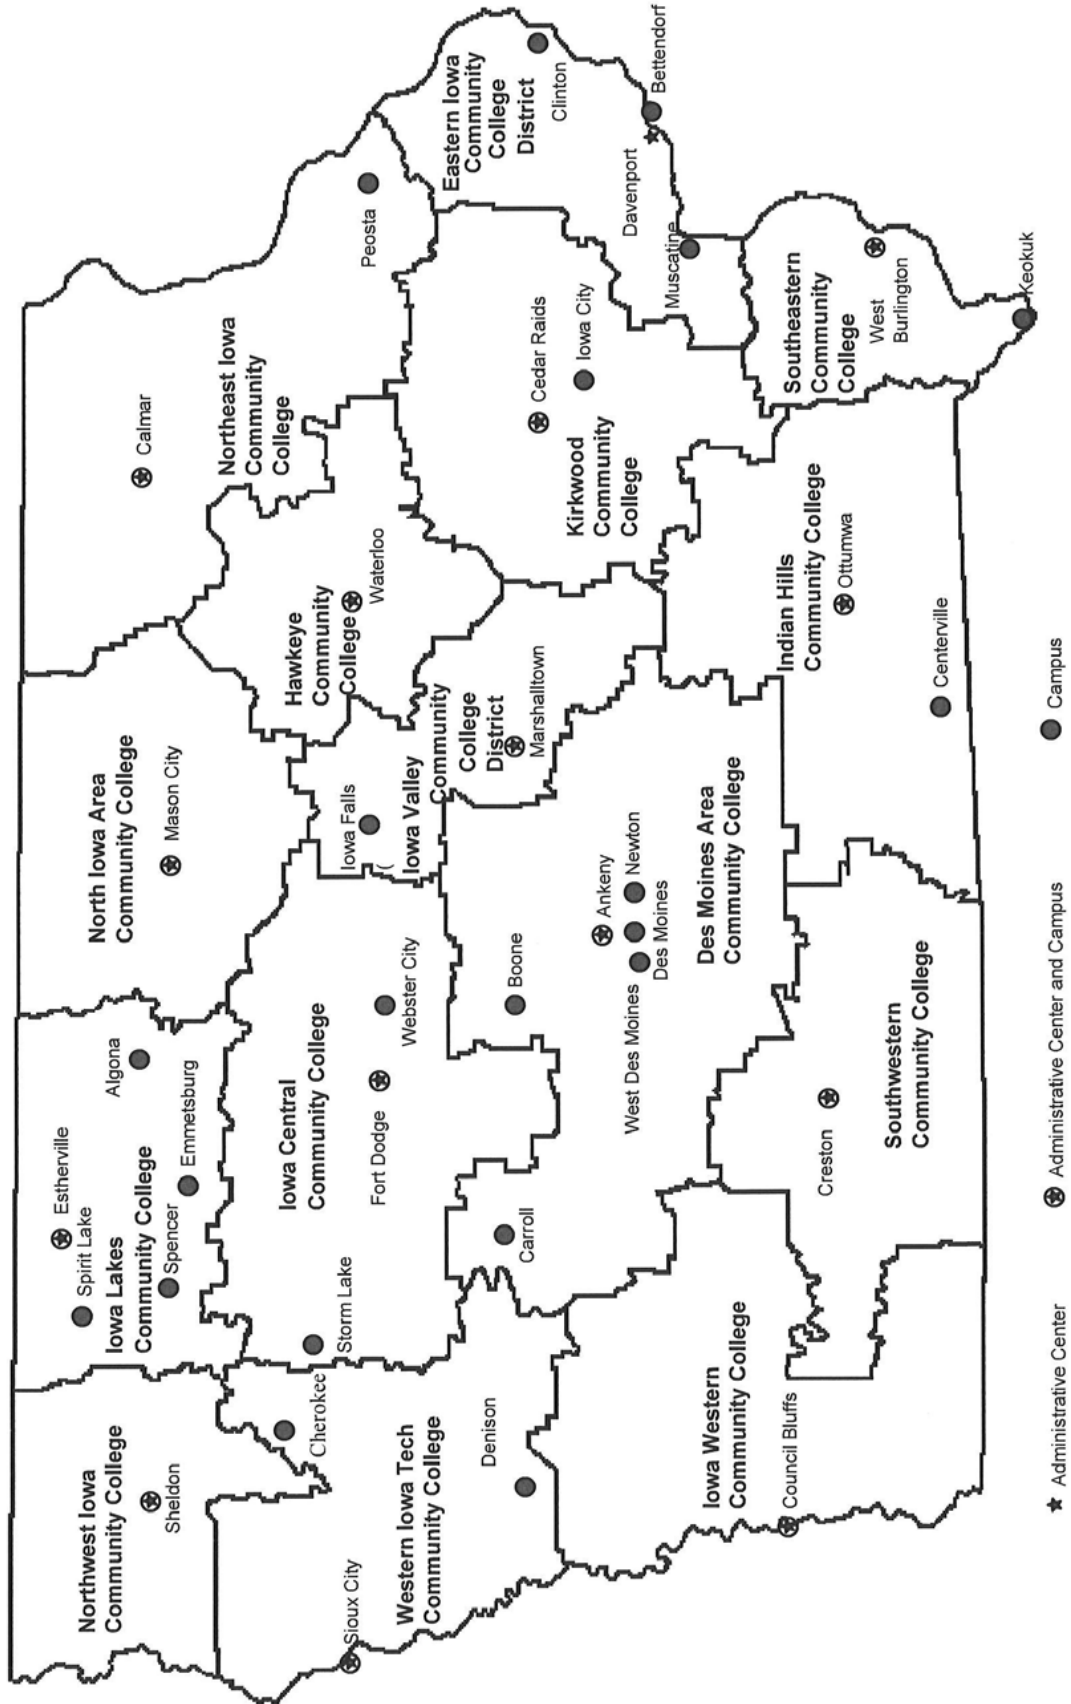 Northwest Iowa
Community College
Sheldon
Iowa Lakes
Community College
Estherville
Spirit Lake
Spencer
Emmetsburg
Algona
North Iowa Area
Community College
Mason City
Northeast Iowa
Community
College
Calmar
Peosta
Hawkeye
Community
College
Waterloo
Western Iowa Tech
Community College
Sioux City
Cherokee
Denison
Iowa Central
Community College
Storm Lake
Fort Dodge
Webster City
Iowa Valley
Community
College
District
Iowa Falls
(
Marshalltown
Kirkwood
Community
College
Cedar Raids
Iowa City
Eastern Iowa
Community
College
District
Clinton
Davenport
Bettendorf
Muscatine
Des Moines Area
Community College
Carroll
Boone
Ankeny
West Des Moines
Des Moines
Newton
Iowa Western
Community College
Council Bluffs
Southwestern
Community College
Creston
Indian Hills
Community College
Ottumwa
Centerville
Southeastern
Community
College
West
Burlington
Keokuk
Administrative Center
Administrative Center and Campus
Campus